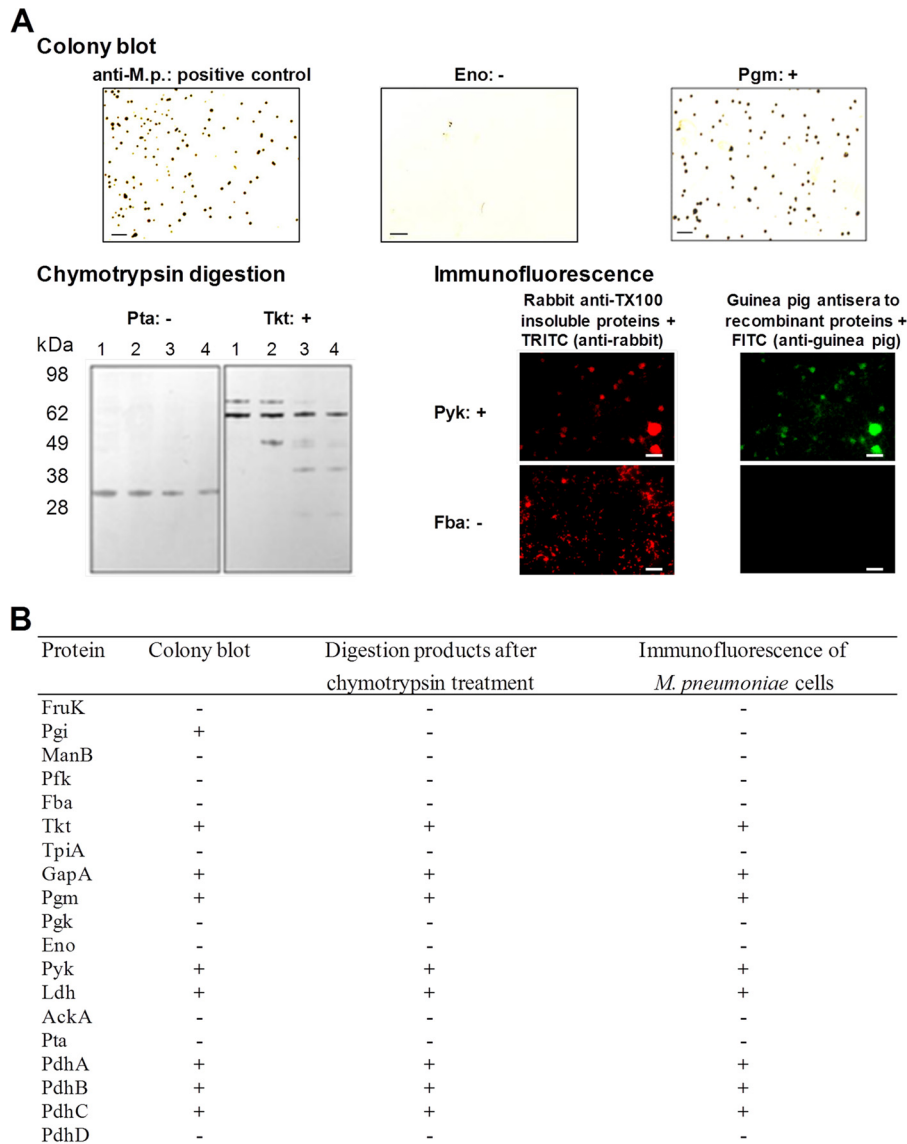 A
Colony blot
anti-M.p.: positive control
Eno: -
Pgm: +
Chymotrypsin digestion
Pta: -
Tkt: +
kDa
1 2 3 4 1 2 3 4
98
62
49
38
28
Immunofluorescence
Rabbit anti-TX100
insoluble proteins +
TRITC (anti-rabbit)
Guinea pig antisera to
recombinant proteins +
FITC (anti-guinea pig)
Pyk: +
Fba: -
B
Protein Colony blot Digestion products after Immunofluorescence of
chymotrypsin treatment M. pneumoniae cells
FruK - - -
Pgi + - -
ManB - - -
Pfk - - -
Fba - - -
Tkt + + +
TpiA - - -
GapA + + +
Pgm + + +
Pgk - - -
Eno - - -
Pyk + + +
Ldh + + +
AckA - - -
Pta - - -
PdhA + + +
PdhB + + +
PdhC + + +
PdhD - - -